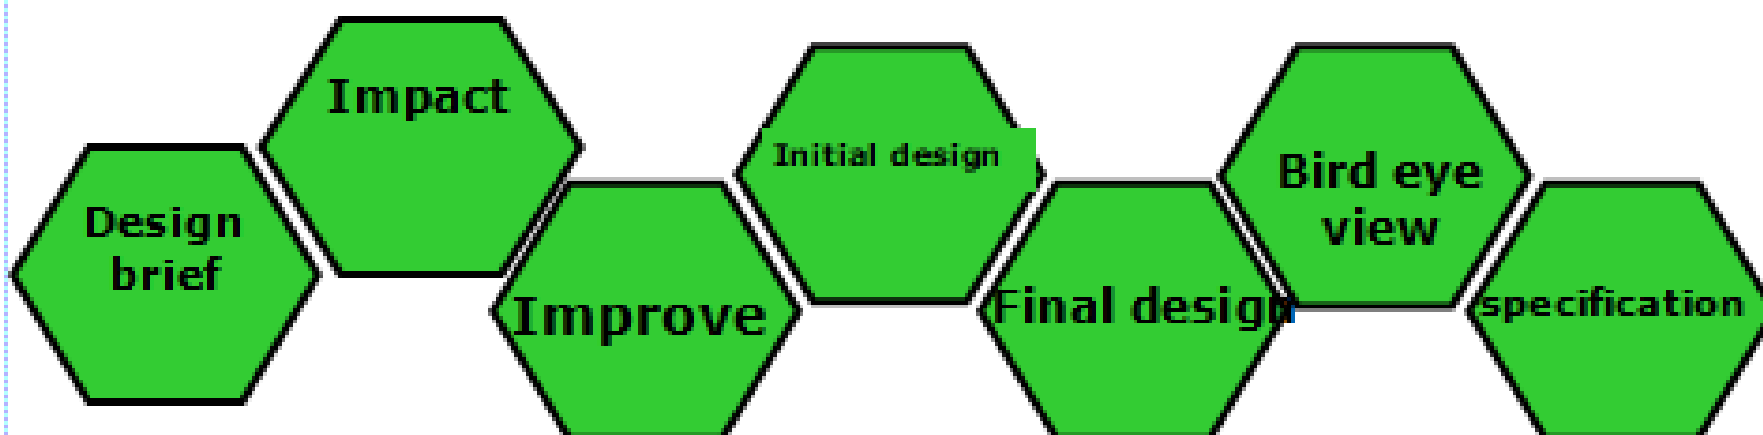 Design
brief
Impact
Improve
Initial design
Final design
Bird eye
view
specification